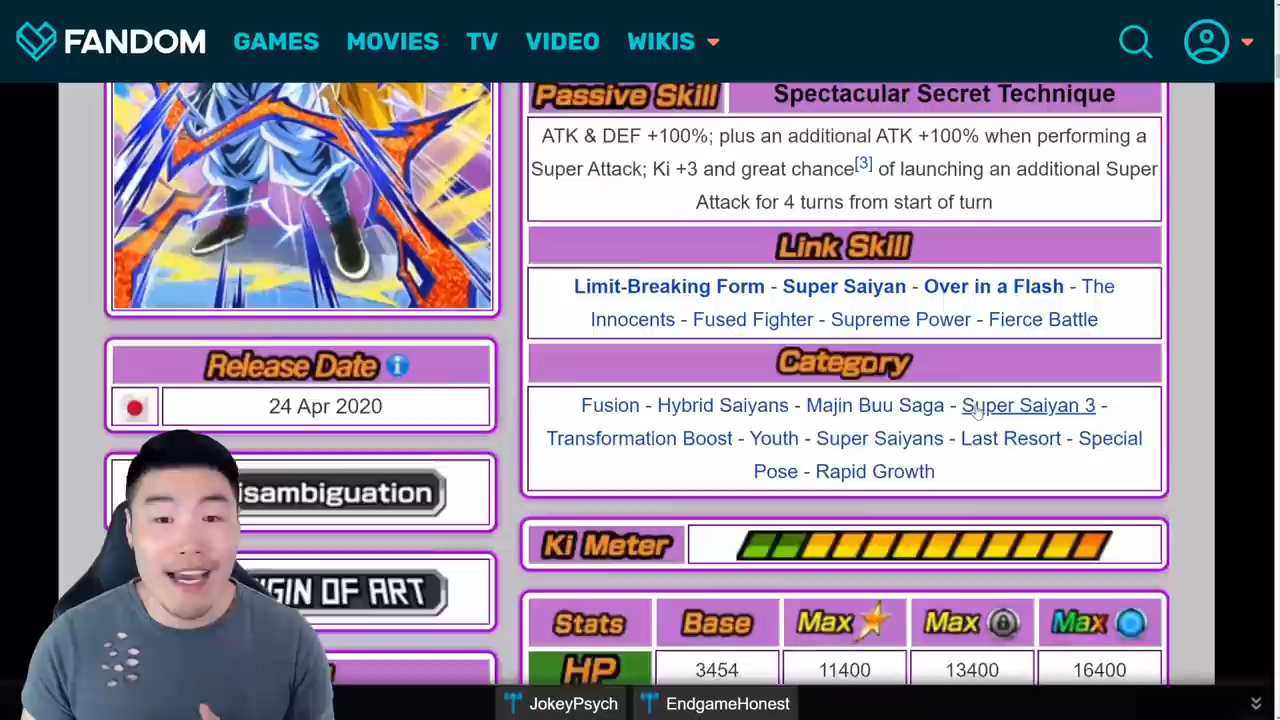 FANDOM GAMES MOVIES TV VIDEO WIKIS
Passive Skill Spectacular Secret Technique
ATK & DEF +100%; plus an additional ATK +100% when performing a
Super Attack; Ki +3 and great chance[3] of launching an additional Super
Attack for 4 turns from start of turn
Link Skill
Limit-Breaking Form - Super Saiyan - Over in a Flash - The
Innocents - Fused Fighter - Supreme Power - Fierce Battle
Category
Fusion - Hybrid Saiyans - Majin Buu Saga - Super Saiyan 3 -
Transformation Boost - Youth - Super Saiyans - Last Resort - Special
Pose - Rapid Growth
Release Date
24 Apr 2020
isambiguation
IGIN OF ART
Ki Meter
Stats Base Max Max Max
HP 3454 11400 13400 16400
JokeyPsych EndgameHonest